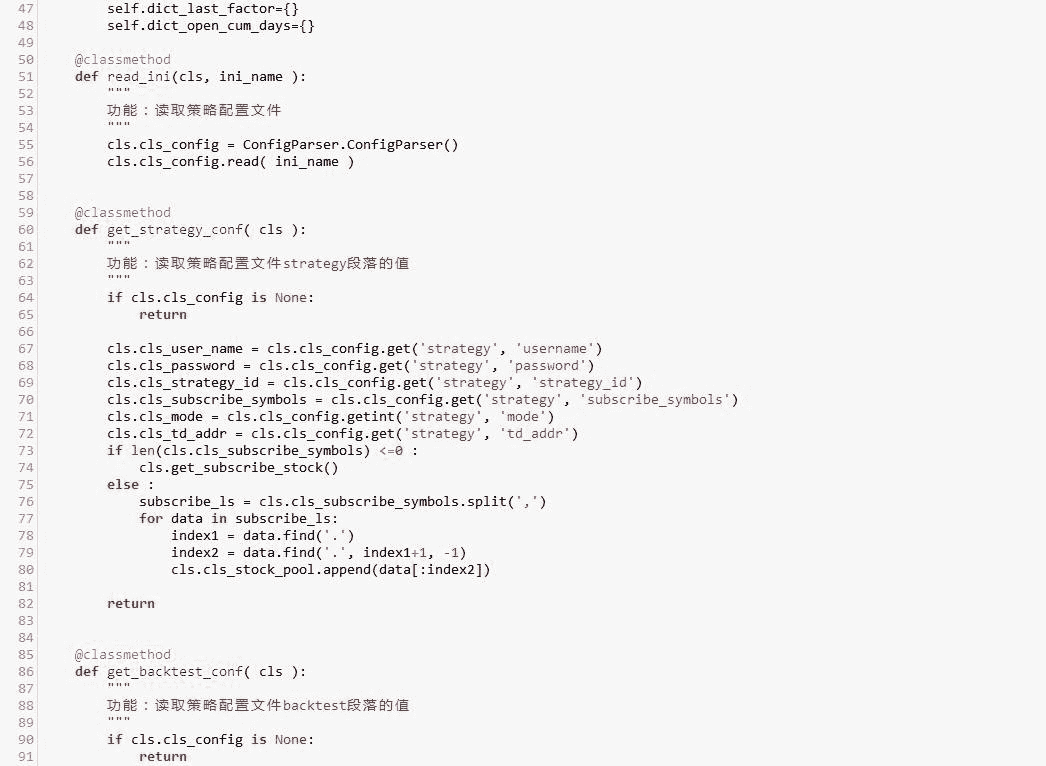 47 self.dict_last_factor={}
48 self.dict_open_cum_days={}
49
50 @classmethod
51 def read_ini(cls, ini_name ):
52 """
53 功能：读取策略配置文件
54 """
55 cls.cls_config = ConfigParser.ConfigParser()
56 cls.cls_config.read( ini_name )
57
58
59 @classmethod
60 def get_strategy_conf( cls ):
61 """
62 功能：读取策略配置文件strategy段落的值
63 """
64 if cls.cls_config is None:
65 return
66
67 cls.cls_user_name = cls.cls_config.get('strategy', 'username')
68 cls.cls_password = cls.cls_config.get('strategy', 'password')
69 cls.cls_strategy_id = cls.cls_config.get('strategy', 'strategy_id')
70 cls.cls_subscribe_symbols = cls.cls_config.get('strategy', 'subscribe_symbols')
71 cls.cls_mode = cls.cls_config.getint('strategy', 'mode')
72 cls.cls_td_addr = cls.cls_config.get('strategy', 'td_addr')
73 if len(cls.cls_subscribe_symbols) <=0 :
74 cls.get_subscribe_stock()
75 else :
76 subscribe_ls = cls.cls_subscribe_symbols.split(',')
77 for data in subscribe_ls:
78 index1 = data.find('.')
79 index2 = data.find('.', index1+1, -1)
80 cls.cls_stock_pool.append(data[:index2])
81
82 return
83
84
85 @classmethod
86 def get_backtest_conf( cls ):
87 """
88 功能：读取策略配置文件backtest段落的值
89 """
90 if cls.cls_config is None:
91 return